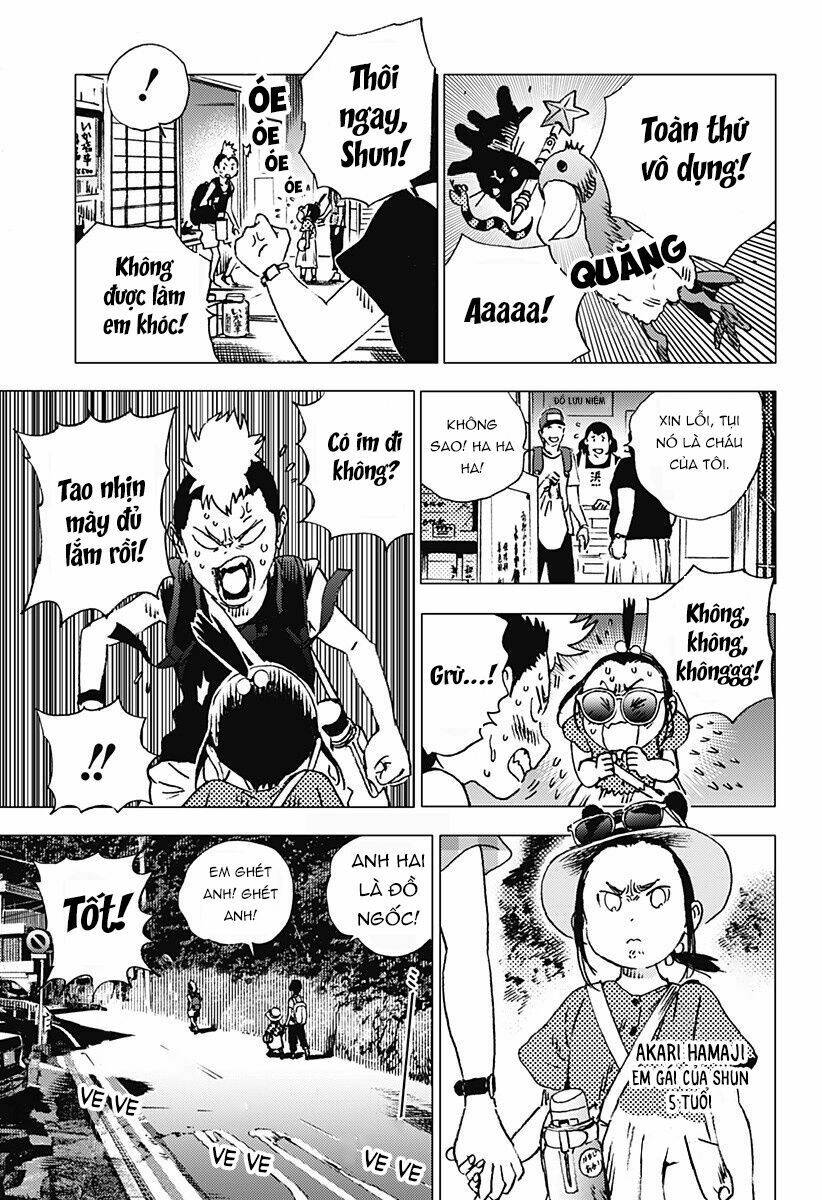 Toàn thứ
vô dụng!
QUĂNG
Aaaaa!
Thôi
ngay,
Shun!
ÓE
ÓE
ÓE
ÓE
!
Không
được làm
em khóc!
ĐỒ LƯU NIỆM
XIN LỖI, TỤI
NÓ LÀ CHÁU
CỦA TÔI.
KHÔNG
SAO! HA HA
HA!
Không,
không,
khônggg!
Grừ...!
Có im đi
không?
Tao nhịn
mày đủ
lắm rồi!
!!
AKARI HAMAJI
EM GÁI CỦA SHUN
5 TUỔI
ANH HAI
LÀ ĐỒ
NGỐC!
EM GHÉT
ANH! GHÉT
ANH!
Tốt!
VE VE
VE VE
VE VE